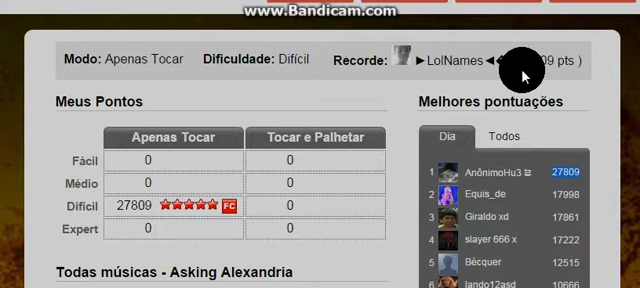 www.Bandicam.com
Modo: Apenas Tocar Dificuldade: Difícil Recorde: ►LolNames◄ 09 pts )
Meus Pontos
Apenas Tocar Tocar e Palhetar
Fácil 0 0
Médio 0 0
Difícil 27809 FC 0
Expert 0 0
Todas músicas - Asking Alexandria
Melhores pontuações
Dia Todos
1 AnônimoHu3 27809
2 Equis_de 17998
3 Giraldo xd 17861
4 slayer 666 x 17222
5 Bécquer 12515
6 lando12asd 10666